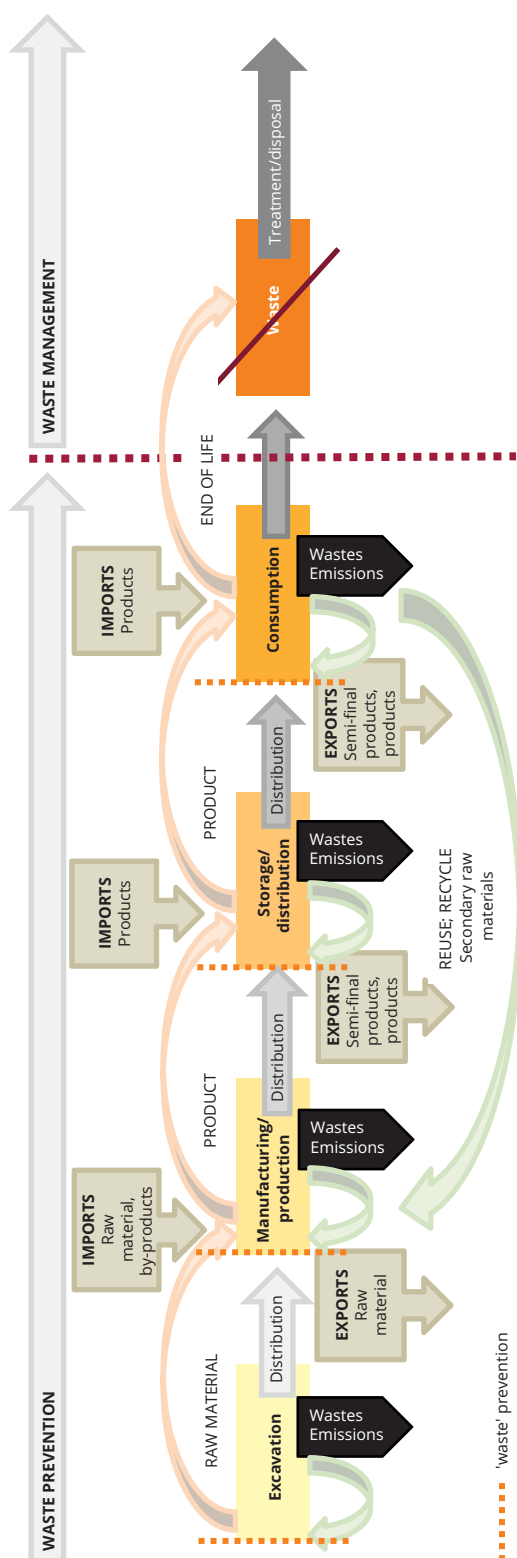 WASTE PREVENTION
WASTE MANAGEMENT
IMPORTS
Raw
material,
by-products
IMPORTS
Products
IMPORTS
Products
RAW MATERIAL
PRODUCT
PRODUCT
END OF LIFE
Excavation
Distribution
Manufacturing/
production
Distribution
Storage/
distribution
Distribution
Consumption
Waste
Treatment/disposal
Wastes
Emissions
EXPORTS
Raw
material
Wastes
Emissions
EXPORTS
Semi-final
products,
products
Wastes
Emissions
EXPORTS
Semi-final
products,
products
Wastes
Emissions
REUSE; RECYCLE
Secondary raw
materials
'waste' prevention